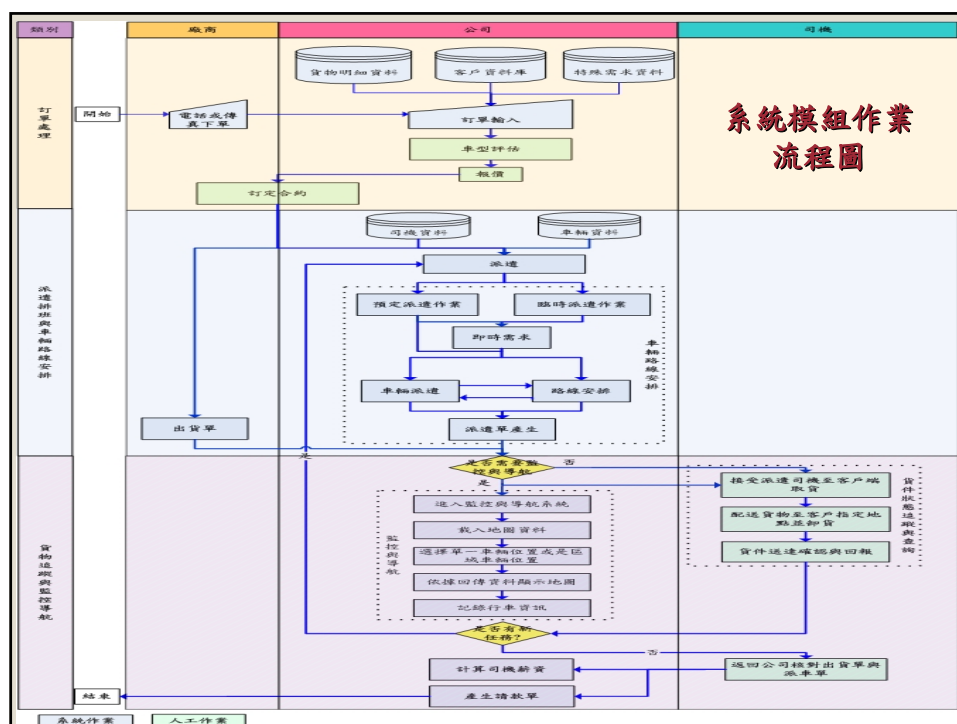 類別
廠商
公司
司機
系統模組作業
流程圖
訂單處理
開始
電話或傳
真下單
貨物明細資料
客戶資料庫
特殊需求資料
訂單輸入
車型評估
報價
訂定合約
派遣排班與車輛路線安排
司機資料
車輛資料
派遣
預定派遣作業
臨時派遣作業
即時需求
車輛派遣
路線安排
派遣單產生
車輛路線安排
出貨單
是
貨物追蹤與監控導航
是否需要監
控與導航
否
是
監控與導航
進入監控與導航系統
載入地圖資料
選擇單一車輛位置或是區
域車輛位置
依據回傳資料顯示地圖
記錄行車資訊
接受派遣司機至客戶端
取貨
配送貨物至客戶指定地
點並卸貨
貨件送達確認與回報
貨件狀態追蹤與查詢
是否有新
任務?
否
計算司機薪資
返回公司核對出貨單與
派車單
產生請款單
結束
系統作業
人工作業